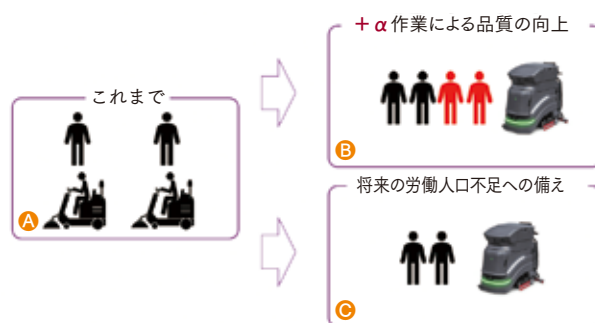 これまで
A
+α作業による品質の向上
B
将来の労働人口不足への備え
C